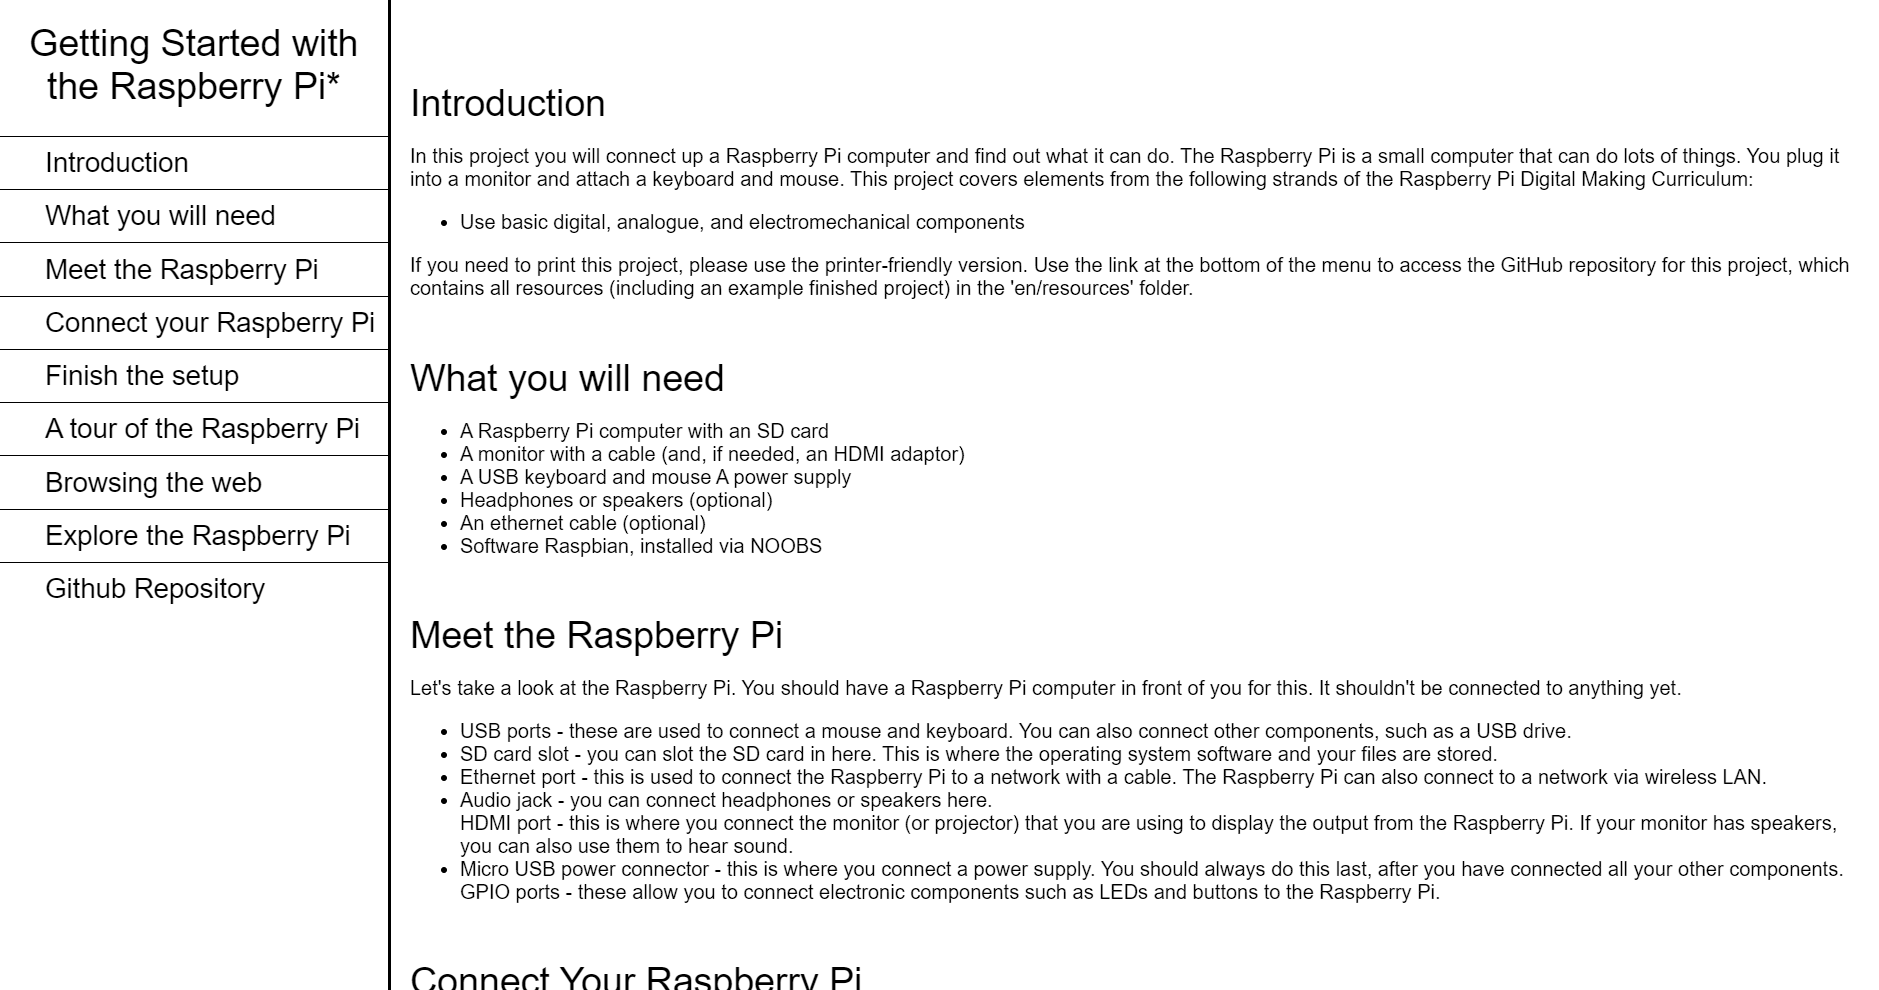 Getting Started with
the Raspberry Pi*
Introduction
What you will need
Meet the Raspberry Pi
Connect your Raspberry Pi
Finish the setup
A tour of the Raspberry Pi
Browsing the web
Explore the Raspberry Pi
Github Repository
Introduction
In this project you will connect up a Raspberry Pi computer and find out what it can do. The Raspberry Pi is a small computer that can do lots of things. You plug it
into a monitor and attach a keyboard and mouse. This project covers elements from the following strands of the Raspberry Pi Digital Making Curriculum:
• Use basic digital, analogue, and electromechanical components
If you need to print this project, please use the printer-friendly version. Use the link at the bottom of the menu to access the GitHub repository for this project, which
contains all resources (including an example finished project) in the 'en/resources' folder.
What you will need
• A Raspberry Pi computer with an SD card
• A monitor with a cable (and, if needed, an HDMI adaptor)
• A USB keyboard and mouse A power supply
• Headphones or speakers (optional)
• An ethernet cable (optional)
• Software Raspbian, installed via NOOBS
Meet the Raspberry Pi
Let's take a look at the Raspberry Pi. You should have a Raspberry Pi computer in front of you for this. It shouldn't be connected to anything yet.
• USB ports - these are used to connect a mouse and keyboard. You can also connect other components, such as a USB drive.
• SD card slot - you can slot the SD card in here. This is where the operating system software and your files are stored.
• Ethernet port - this is used to connect the Raspberry Pi to a network with a cable. The Raspberry Pi can also connect to a network via wireless LAN.
• Audio jack - you can connect headphones or speakers here.
HDMI port - this is where you connect the monitor (or projector) that you are using to display the output from the Raspberry Pi. If your monitor has speakers,
you can also use them to hear sound.
• Micro USB power connector - this is where you connect a power supply. You should always do this last, after you have connected all your other components.
GPIO ports - these allow you to connect electronic components such as LEDs and buttons to the Raspberry Pi.
Connect Your Raspberry Pi